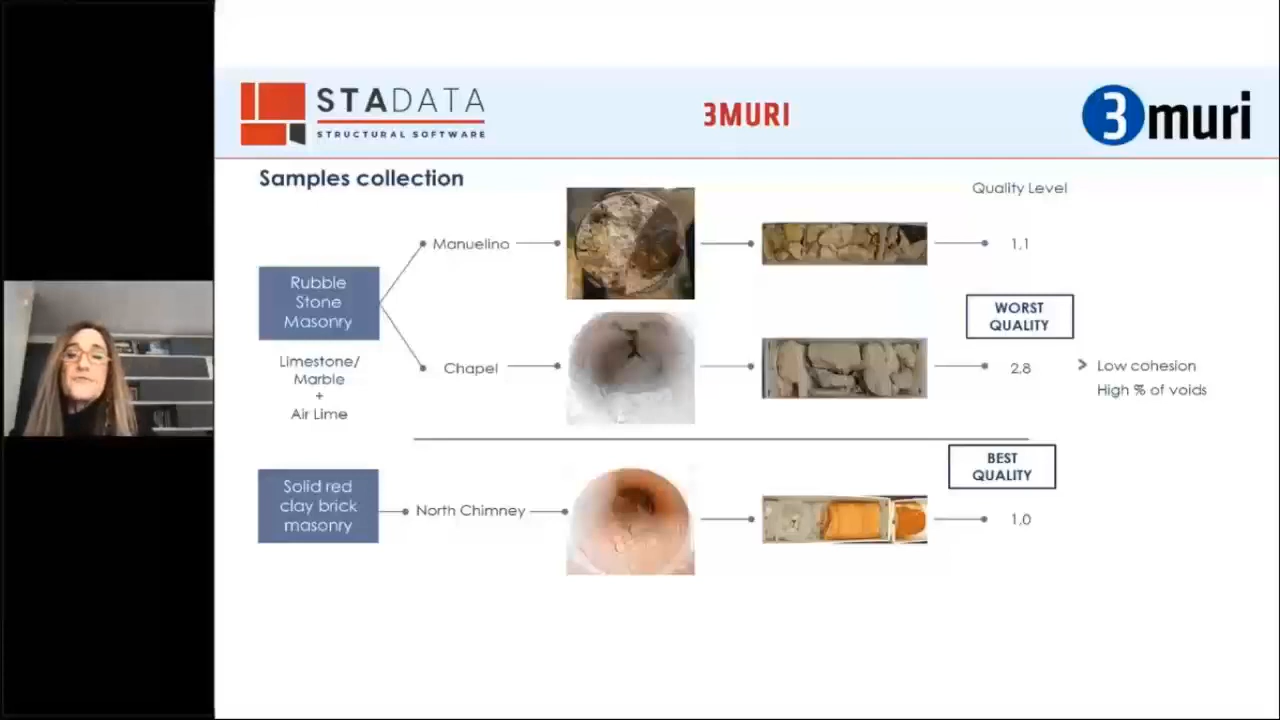 STADATA
STRUCTURAL SOFTWARE
3MURI
3muri
Samples collection
Quality Level
Rubble
Stone
Masonry
Manuelino
1.1
WORST
QUALITY
Limestone/
Marble
+
Air Lime
Chapel
2.8
> Low cohesion
High % of voids
BEST
QUALITY
Solid red
clay brick
masonry
North Chimney
1.0